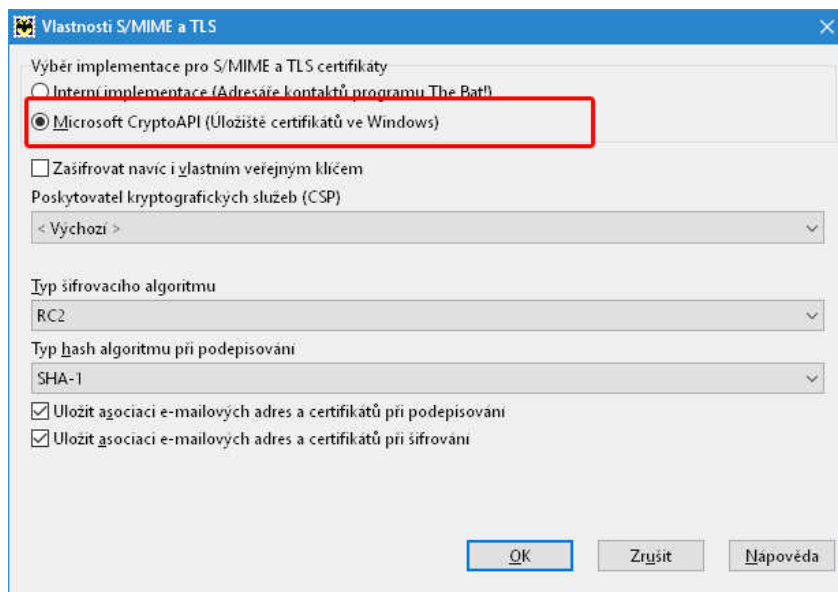 Vlastnosti S/MIME a TLS
Výběr implementace pro S/MIME a TLS certifikáty
Interní implementace (Adresáře kontaktů programu The Bat!)
Microsoft CryptoAPI (Úložiště certifikátů ve Windows)
Zašifrovat navíc i vlastním veřejným klíčem
Poskytovatel kryptografických služeb (CSP)
< Výchozí >
Typ šifrovacího algoritmu
RC2
Typ hash algoritmu při podepisování
SHA-1
Uložit asociaci e-mailových adres a certifikátů při podepisování
Uložit asociaci e-mailových adres a certifikátů při šifrování
OK Zrušit Nápověda